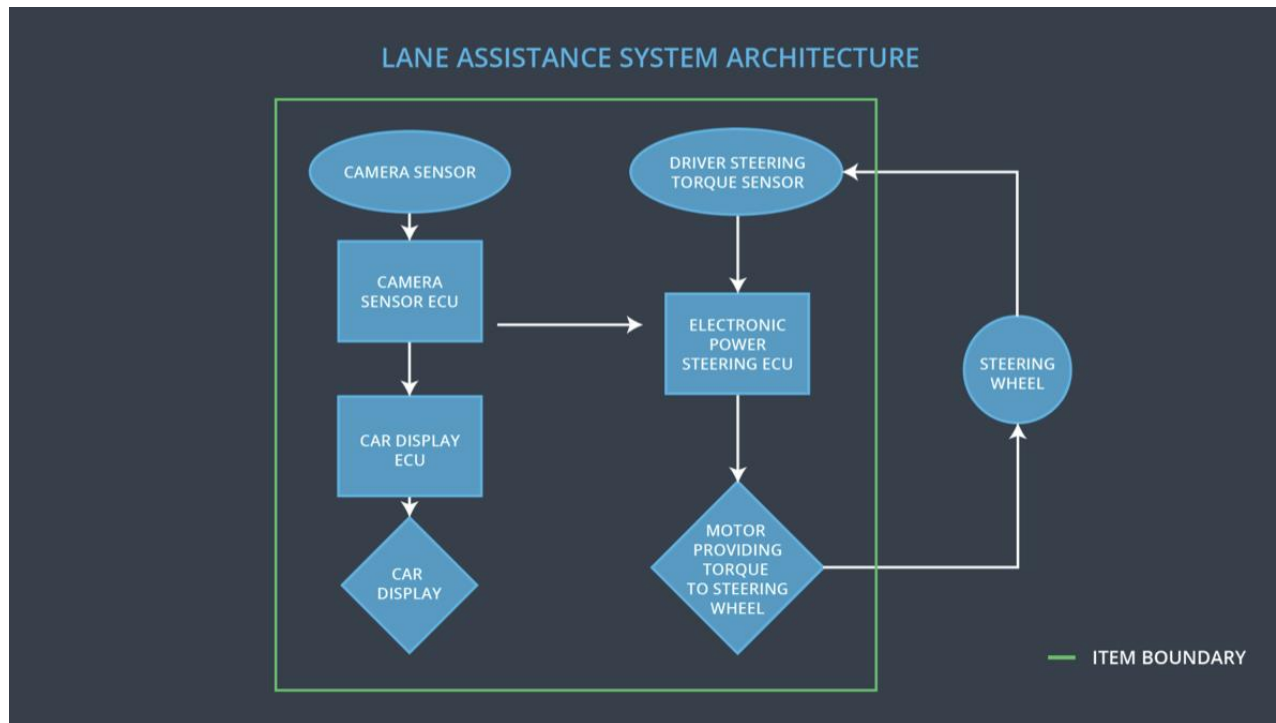 LANE ASSISTANCE SYSTEM ARCHITECTURE
CAMERA SENSOR
CAMERA
SENSOR ECU
CAR DISPLAY
ECU
CAR
DISPLAY
DRIVER STEERING
TORQUE SENSOR
ELECTRONIC
POWER
STEERING ECU
MOTOR
PROVIDING
TORQUE
TO STEERING
WHEEL
STEERING
WHEEL
ITEM BOUNDARY